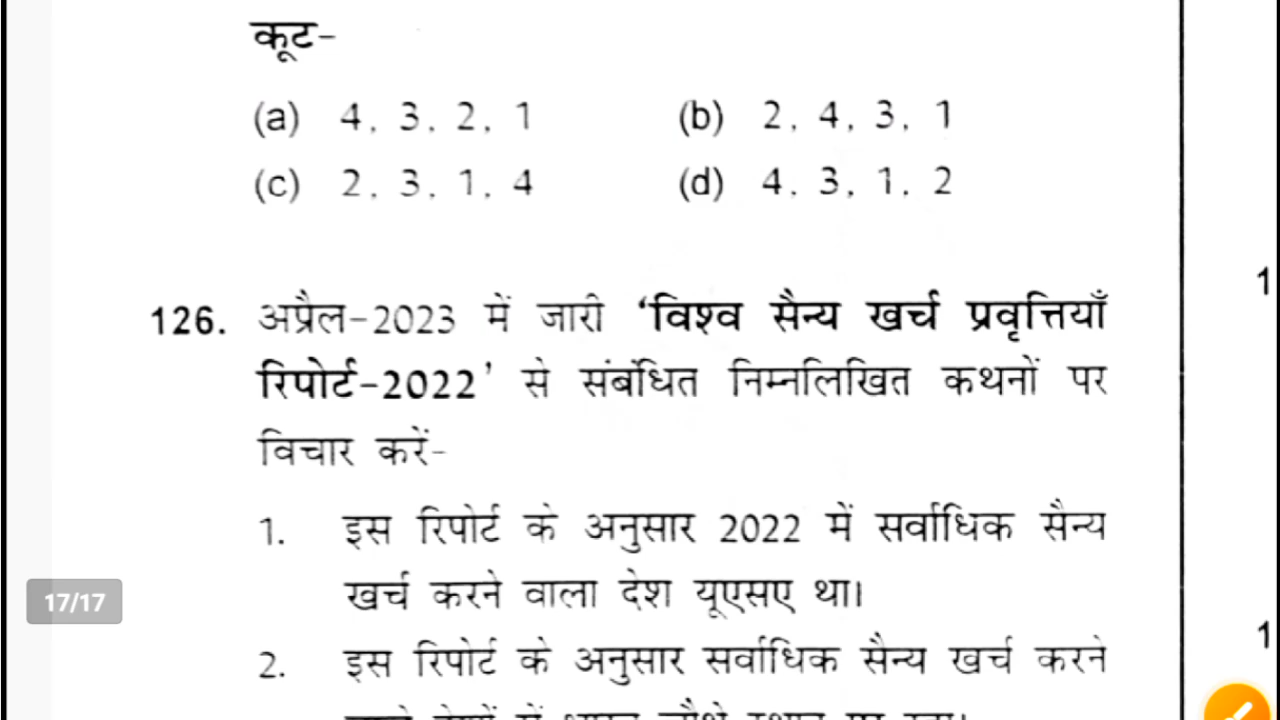 कूट-
(a) 4, 3, 2, 1 (b) 2, 4, 3, 1
(c) 2, 3, 1, 4 (d) 4, 3, 1, 2
126. अप्रैल-2023 में जारी 'विश्व सैन्य खर्च प्रवृत्तियाँ
रिपोर्ट-2022' से संबंधित निम्नलिखित कथनों पर
विचार करें-
1. इस रिपोर्ट के अनुसार 2022 में सर्वाधिक सैन्य
खर्च करने वाला देश यूएसए था।
2. इस रिपोर्ट के अनुसार सर्वाधिक सैन्य खर्च करने
17/17
1
1